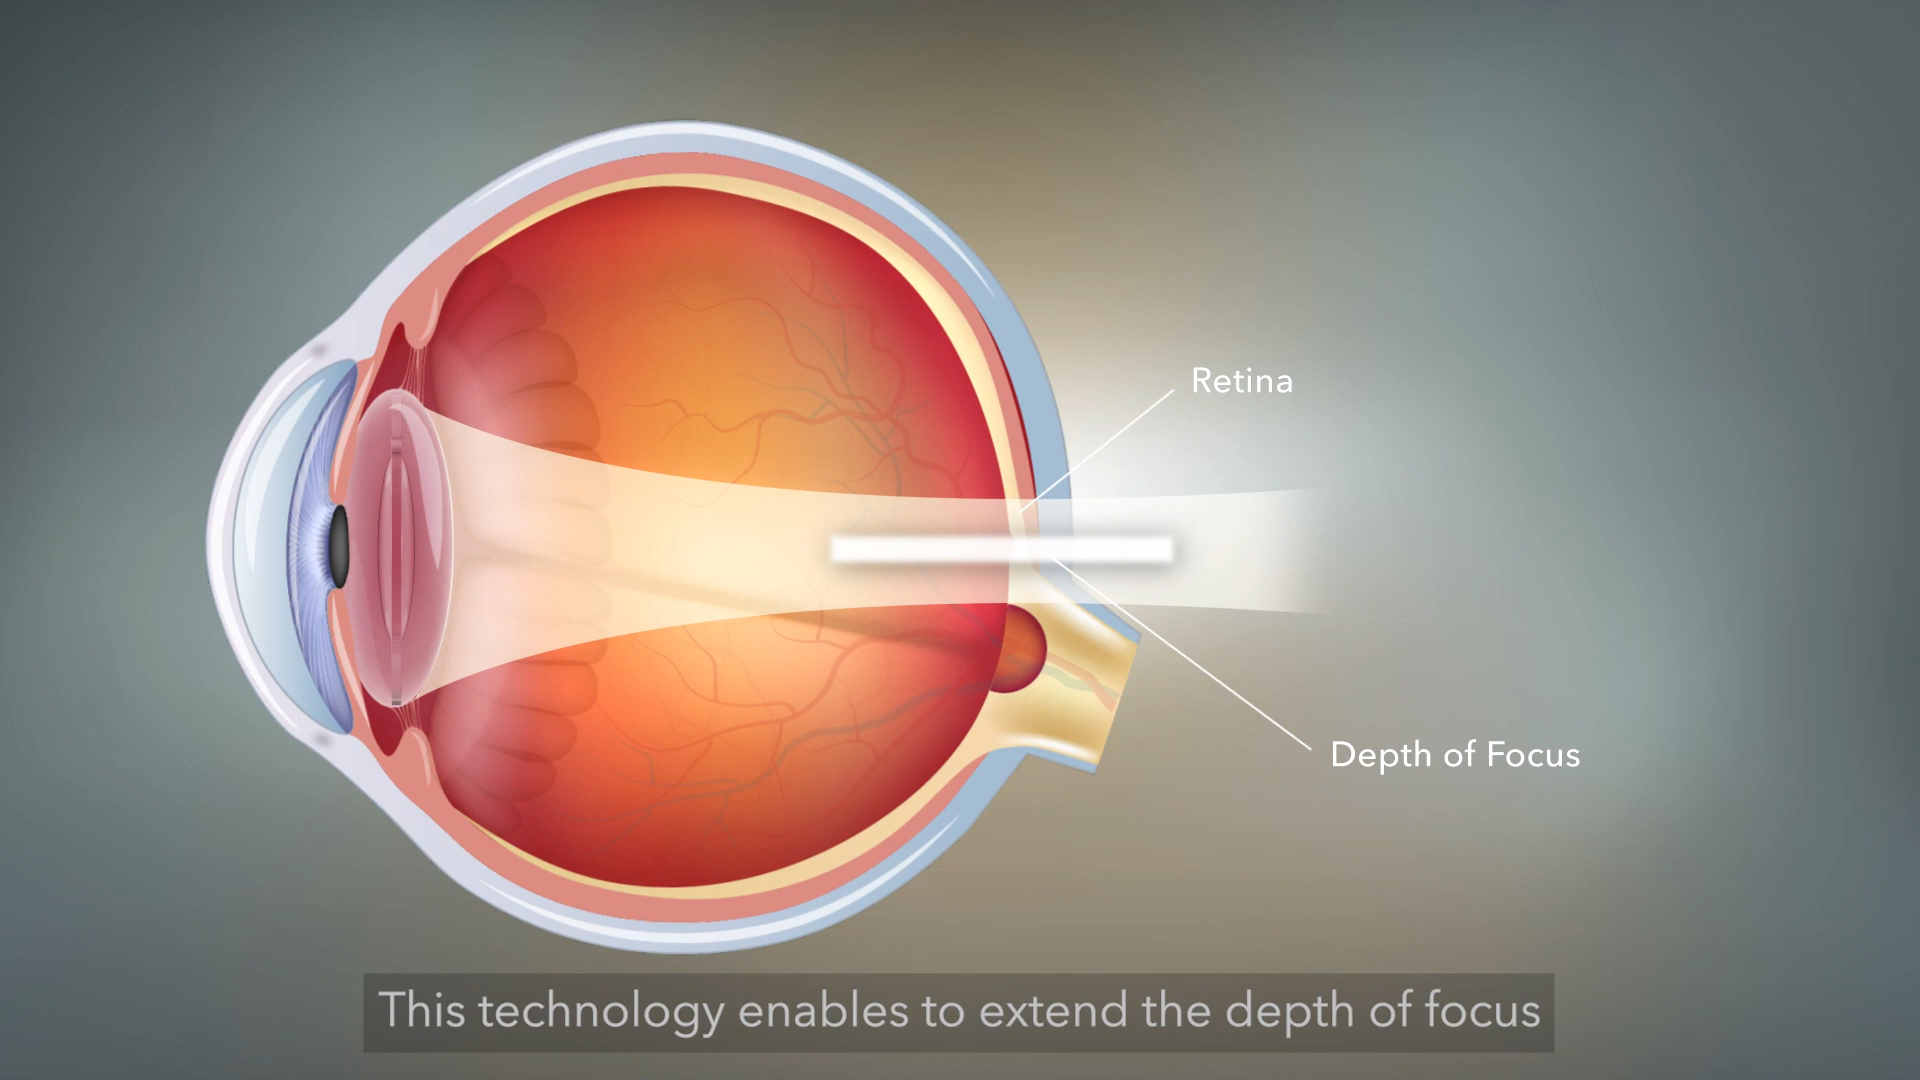 Retina
Depth of Focus
This technology enables to extend the depth of focus